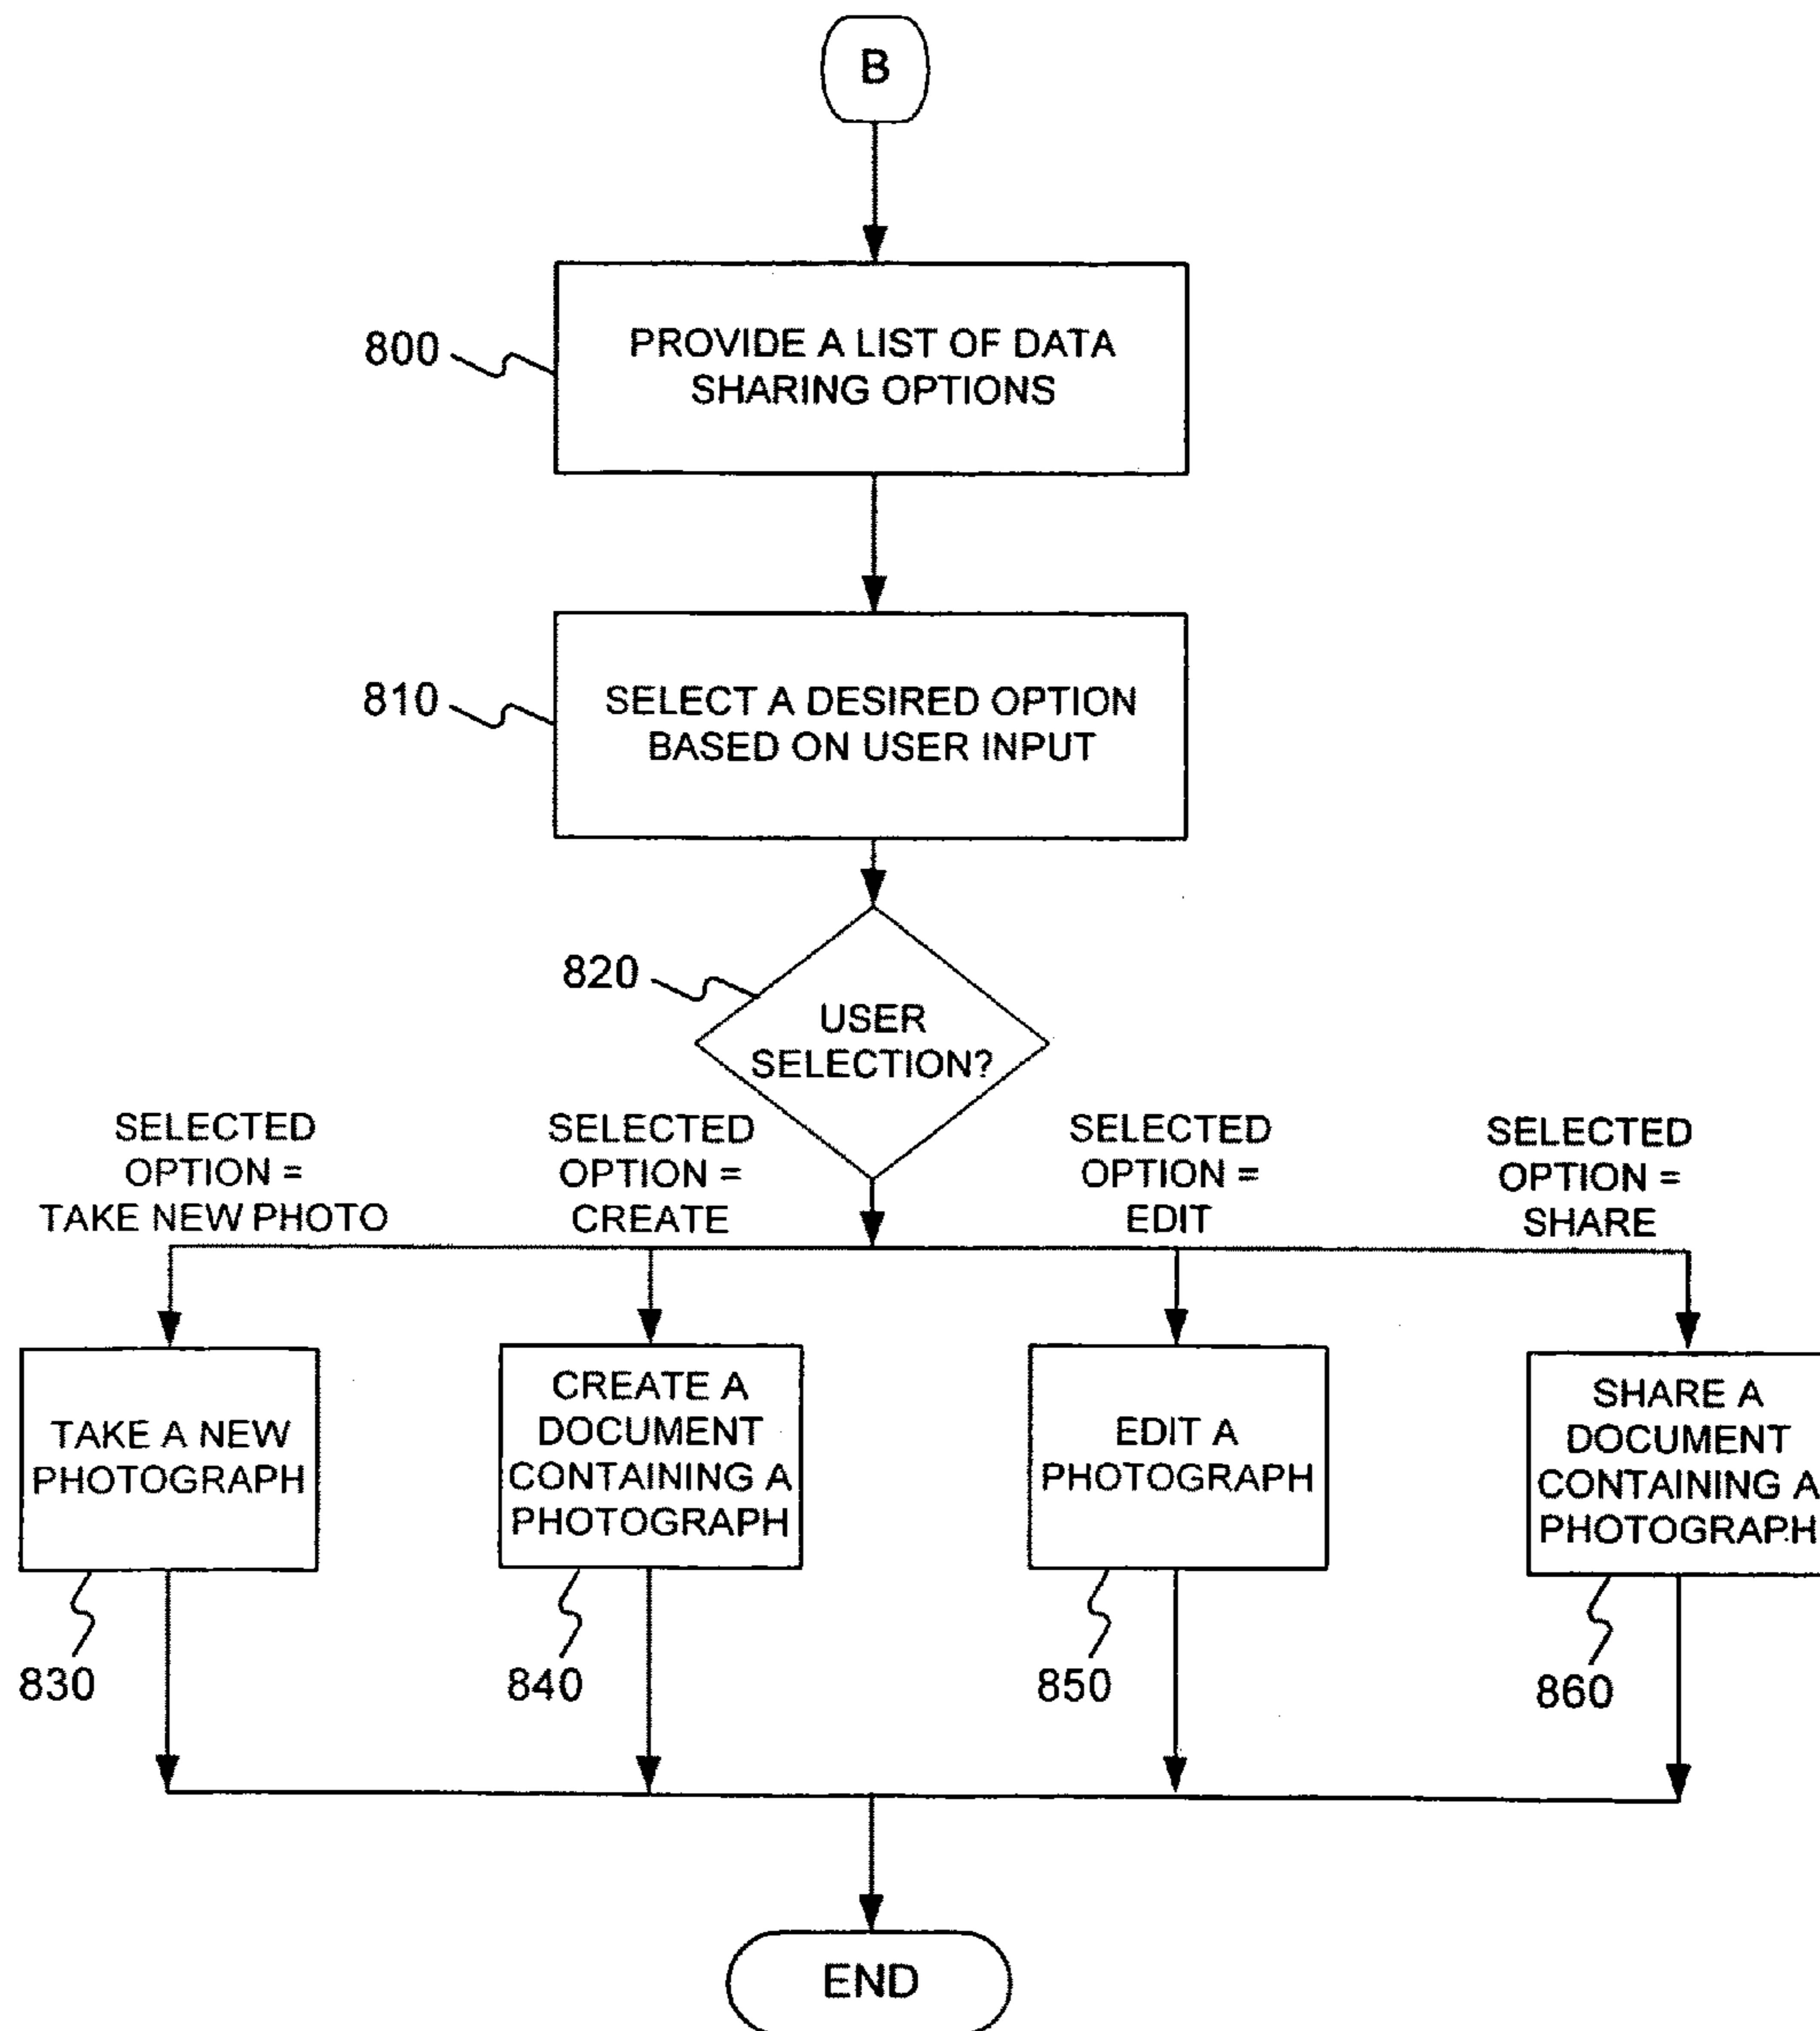 B
800
PROVIDE A LIST OF DATA
SHARING OPTIONS
810
SELECT A DESIRED OPTION
BASED ON USER INPUT
820
USER
SELECTION?
SELECTED
OPTION =
TAKE NEW PHOTO
SELECTED
OPTION =
CREATE
SELECTED
OPTION =
EDIT
SELECTED
OPTION =
SHARE
TAKE A NEW
PHOTOGRAPH
CREATE A
DOCUMENT
CONTAINING A
PHOTOGRAPH
EDIT A
PHOTOGRAPH
SHARE A
DOCUMENT
CONTAINING A
PHOTOGRAPH
830
840
850
860
END